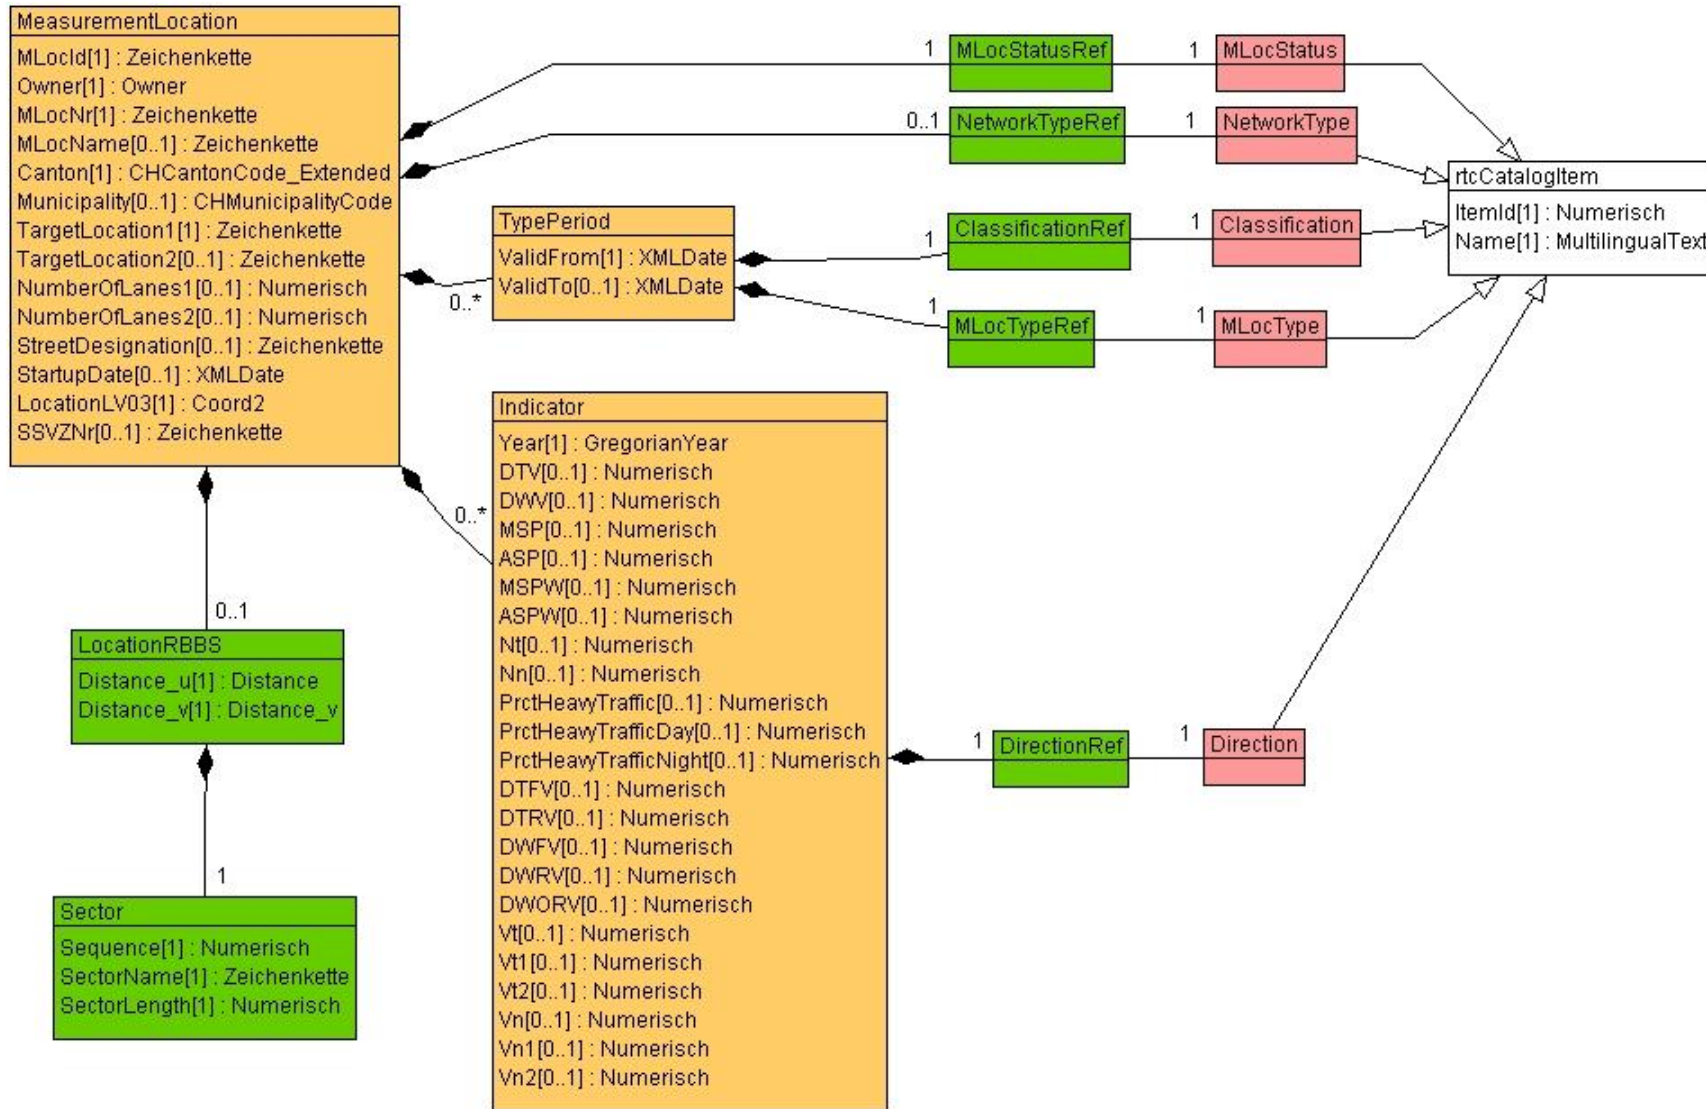 MeasurementLocation
MLocId[1] : Zeichenkette
Owner[1] : Owner
MLocNr[1] : Zeichenkette
MLocName[0..1] : Zeichenkette
Canton[1] : CHCantonCode_Extended
Municipality[0..1] : CHMunicipalityCode
TargetLocation1[1] : Zeichenkette
TargetLocation2[0..1] : Zeichenkette
NumberOfLanes1[0..1] : Numerisch
NumberOfLanes2[0..1] : Numerisch
StreetDesignation[0..1] : Zeichenkette
StartupDate[0..1] : XMLDate
LocationLV03[1] : Coord2
SSVZNr[0..1] : Zeichenkette
1
MLocStatusRef
1
MLocStatus
0..1
NetworkTypeRef
1
NetworkType
rtcCatalogItem
ItemId[1] : Numerisch
Name[1] : MultilingualText
0..*
TypePeriod
ValidFrom[1] : XMLDate
ValidTo[0..1] : XMLDate
1
ClassificationRef
1
Classification
1
MLocTypeRef
1
MLocType
0..*
Indicator
Year[1] : GregorianYear
DTV[0..1] : Numerisch
DWV[0..1] : Numerisch
MSP[0..1] : Numerisch
ASP[0..1] : Numerisch
MSPW[0..1] : Numerisch
ASPW[0..1] : Numerisch
Nt[0..1] : Numerisch
Nn[0..1] : Numerisch
PrctHeavyTraffic[0..1] : Numerisch
PrctHeavyTrafficDay[0..1] : Numerisch
PrctHeavyTrafficNight[0..1] : Numerisch
DTFV[0..1] : Numerisch
DTRV[0..1] : Numerisch
DWFV[0..1] : Numerisch
DWRV[0..1] : Numerisch
DWORV[0..1] : Numerisch
Vt[0..1] : Numerisch
Vt1[0..1] : Numerisch
Vt2[0..1] : Numerisch
Vn[0..1] : Numerisch
Vn1[0..1] : Numerisch
Vn2[0..1] : Numerisch
1
DirectionRef
1
Direction
0..1
LocationRBBS
Distance_u[1] : Distance
Distance_v[1] : Distance_v
1
Sector
Sequence[1] : Numerisch
SectorName[1] : Zeichenkette
SectorLength[1] : Numerisch